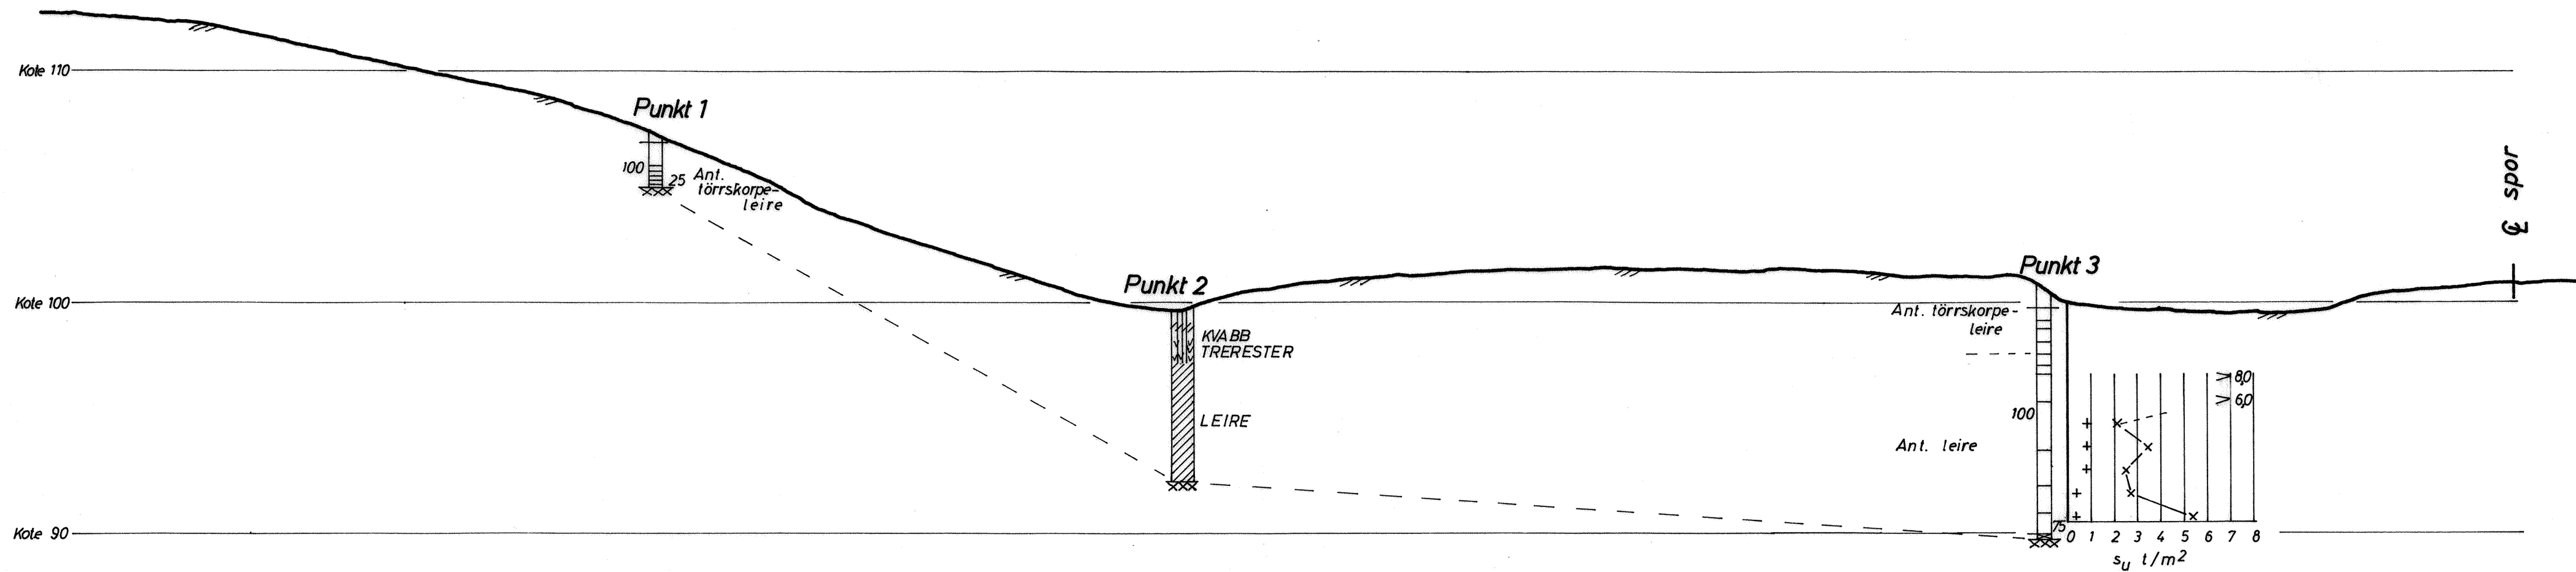 Kote 110
Punkt 1
100
25
Ant.
törrskorpe-
leire
spor
Kote 100
Punkt 2
KVABB
TRERESTER
LEIRE
Punkt 3
Ant. törrskorpe-
leire
100
Ant. leire
> 8,0
> 6,0
Kote 90
75
0 1 2 3 4 5 6 7 8
su t/m2